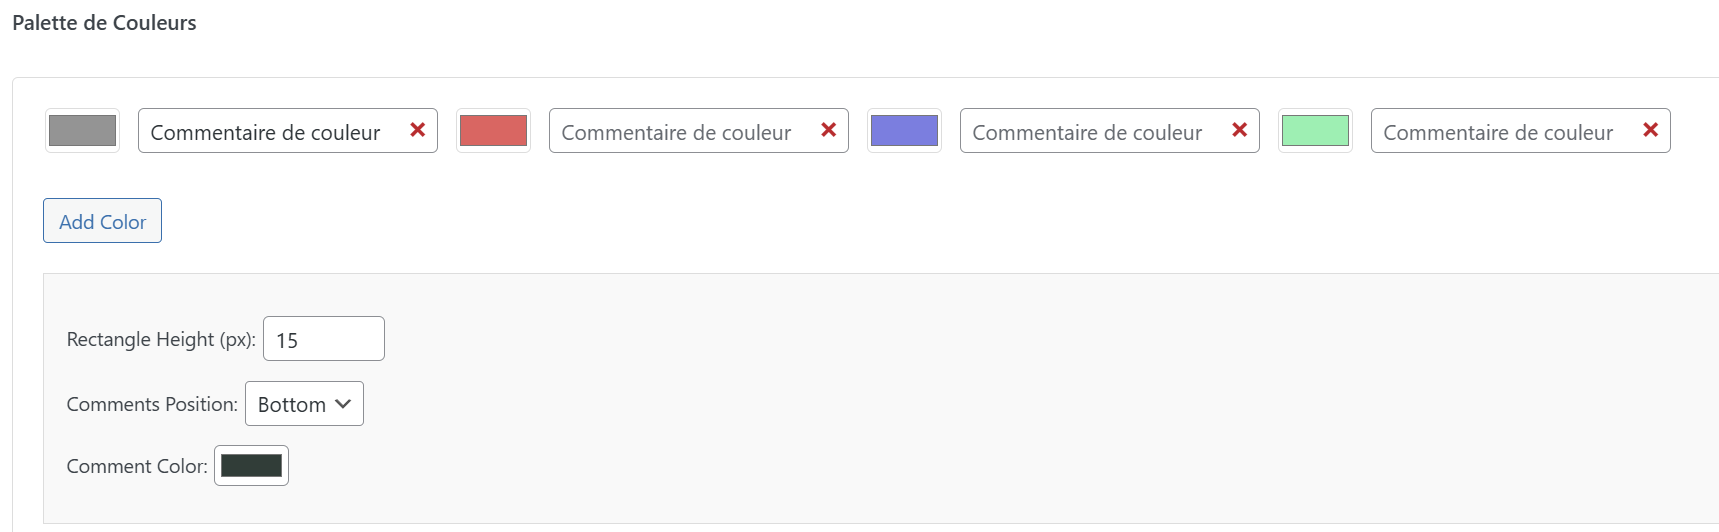 Palette de Couleurs
Commentaire de couleur Commentaire de couleur Commentaire de couleur Commentaire de couleur
Add Color
Rectangle Height (px): 15
Comments Position: Bottom
Comment Color: